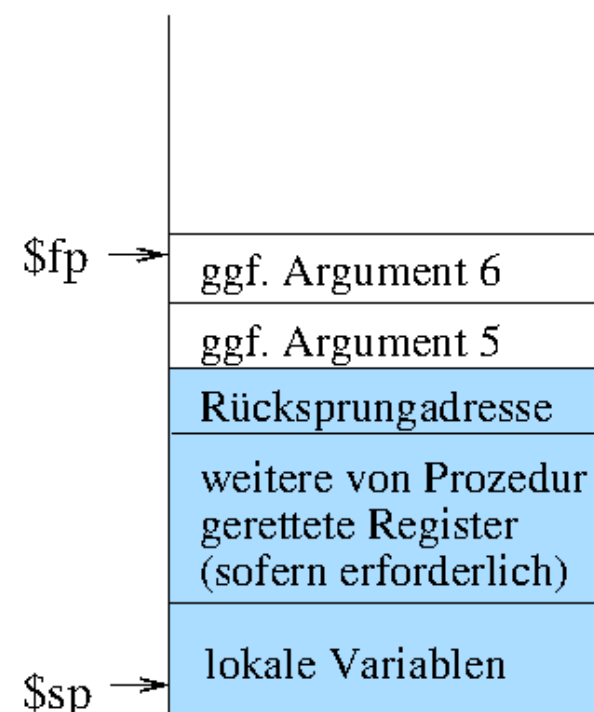 $fp
ggf. Argument 6
ggf. Argument 5
Rücksprungadresse
weitere von Prozedur
gerettete Register
(sofern erforderlich)
lokale Variablen
$sp